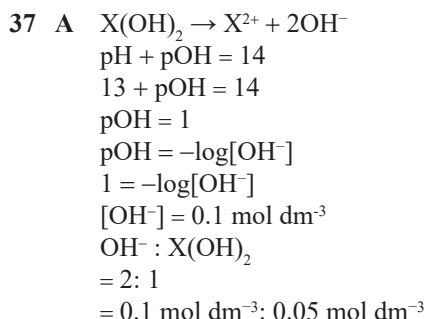 37 A X(OH)₂ → X²⁺ + 2OH⁻
pH + pOH = 14
13 + pOH = 14
pOH = 1
pOH = –log[OH⁻]
1 = –log[OH⁻]
[OH⁻] = 0.1 mol dm⁻³
OH⁻ : X(OH)₂
= 2: 1
= 0.1 mol dm⁻³: 0.05 mol dm⁻³